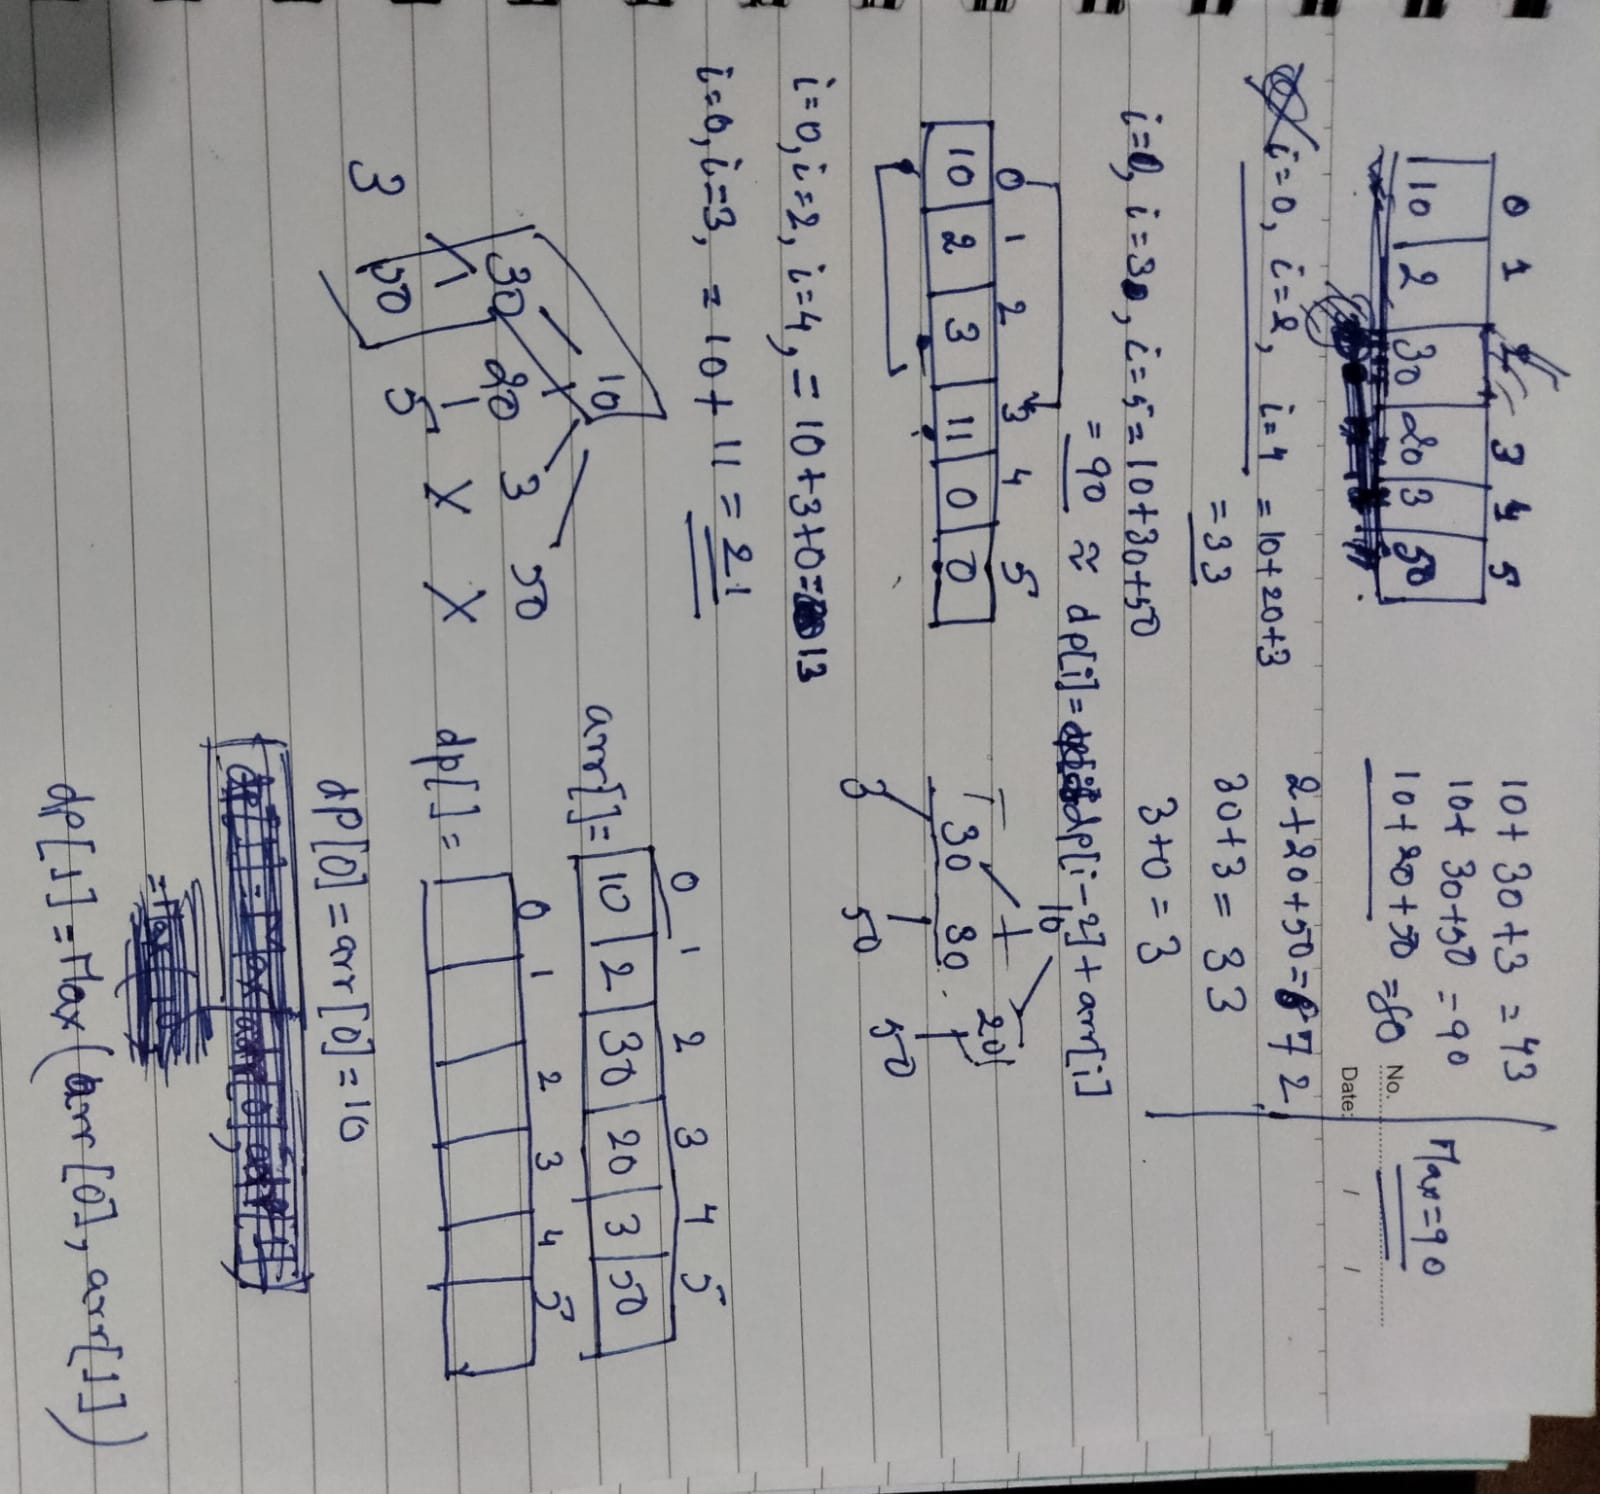 0 1 2 3 4 5
10 2 30 20 3 50
10+30+3=43
10+30+50=90
10+20+50=80
Max=90
No.
Date: / /
2+20+50=72
30+3=33
3+0=3
i=0, i=2, i=4 =10+20+3
=33
i=0, i=3, i=5=10+30+50
=90 ≈ dp[i]=dp[i-2]+arr[i]
0 1 2 3 4 5
10 2 3 11 0 0
10
+
30 30 20
3 50 50
i=0, i=2, i=4, =10+3+0=13
i=0, i=3, =10+11=21
10
30 20 3 50
3 50 5 X X
0 1 2 3 4 5
arr[]= 10 2 30 20 3 50
0 1 2 3 4 5
dp[]=
dP[0]=arr[0]=10
dp[1]=Max(arr[0], arr[1])